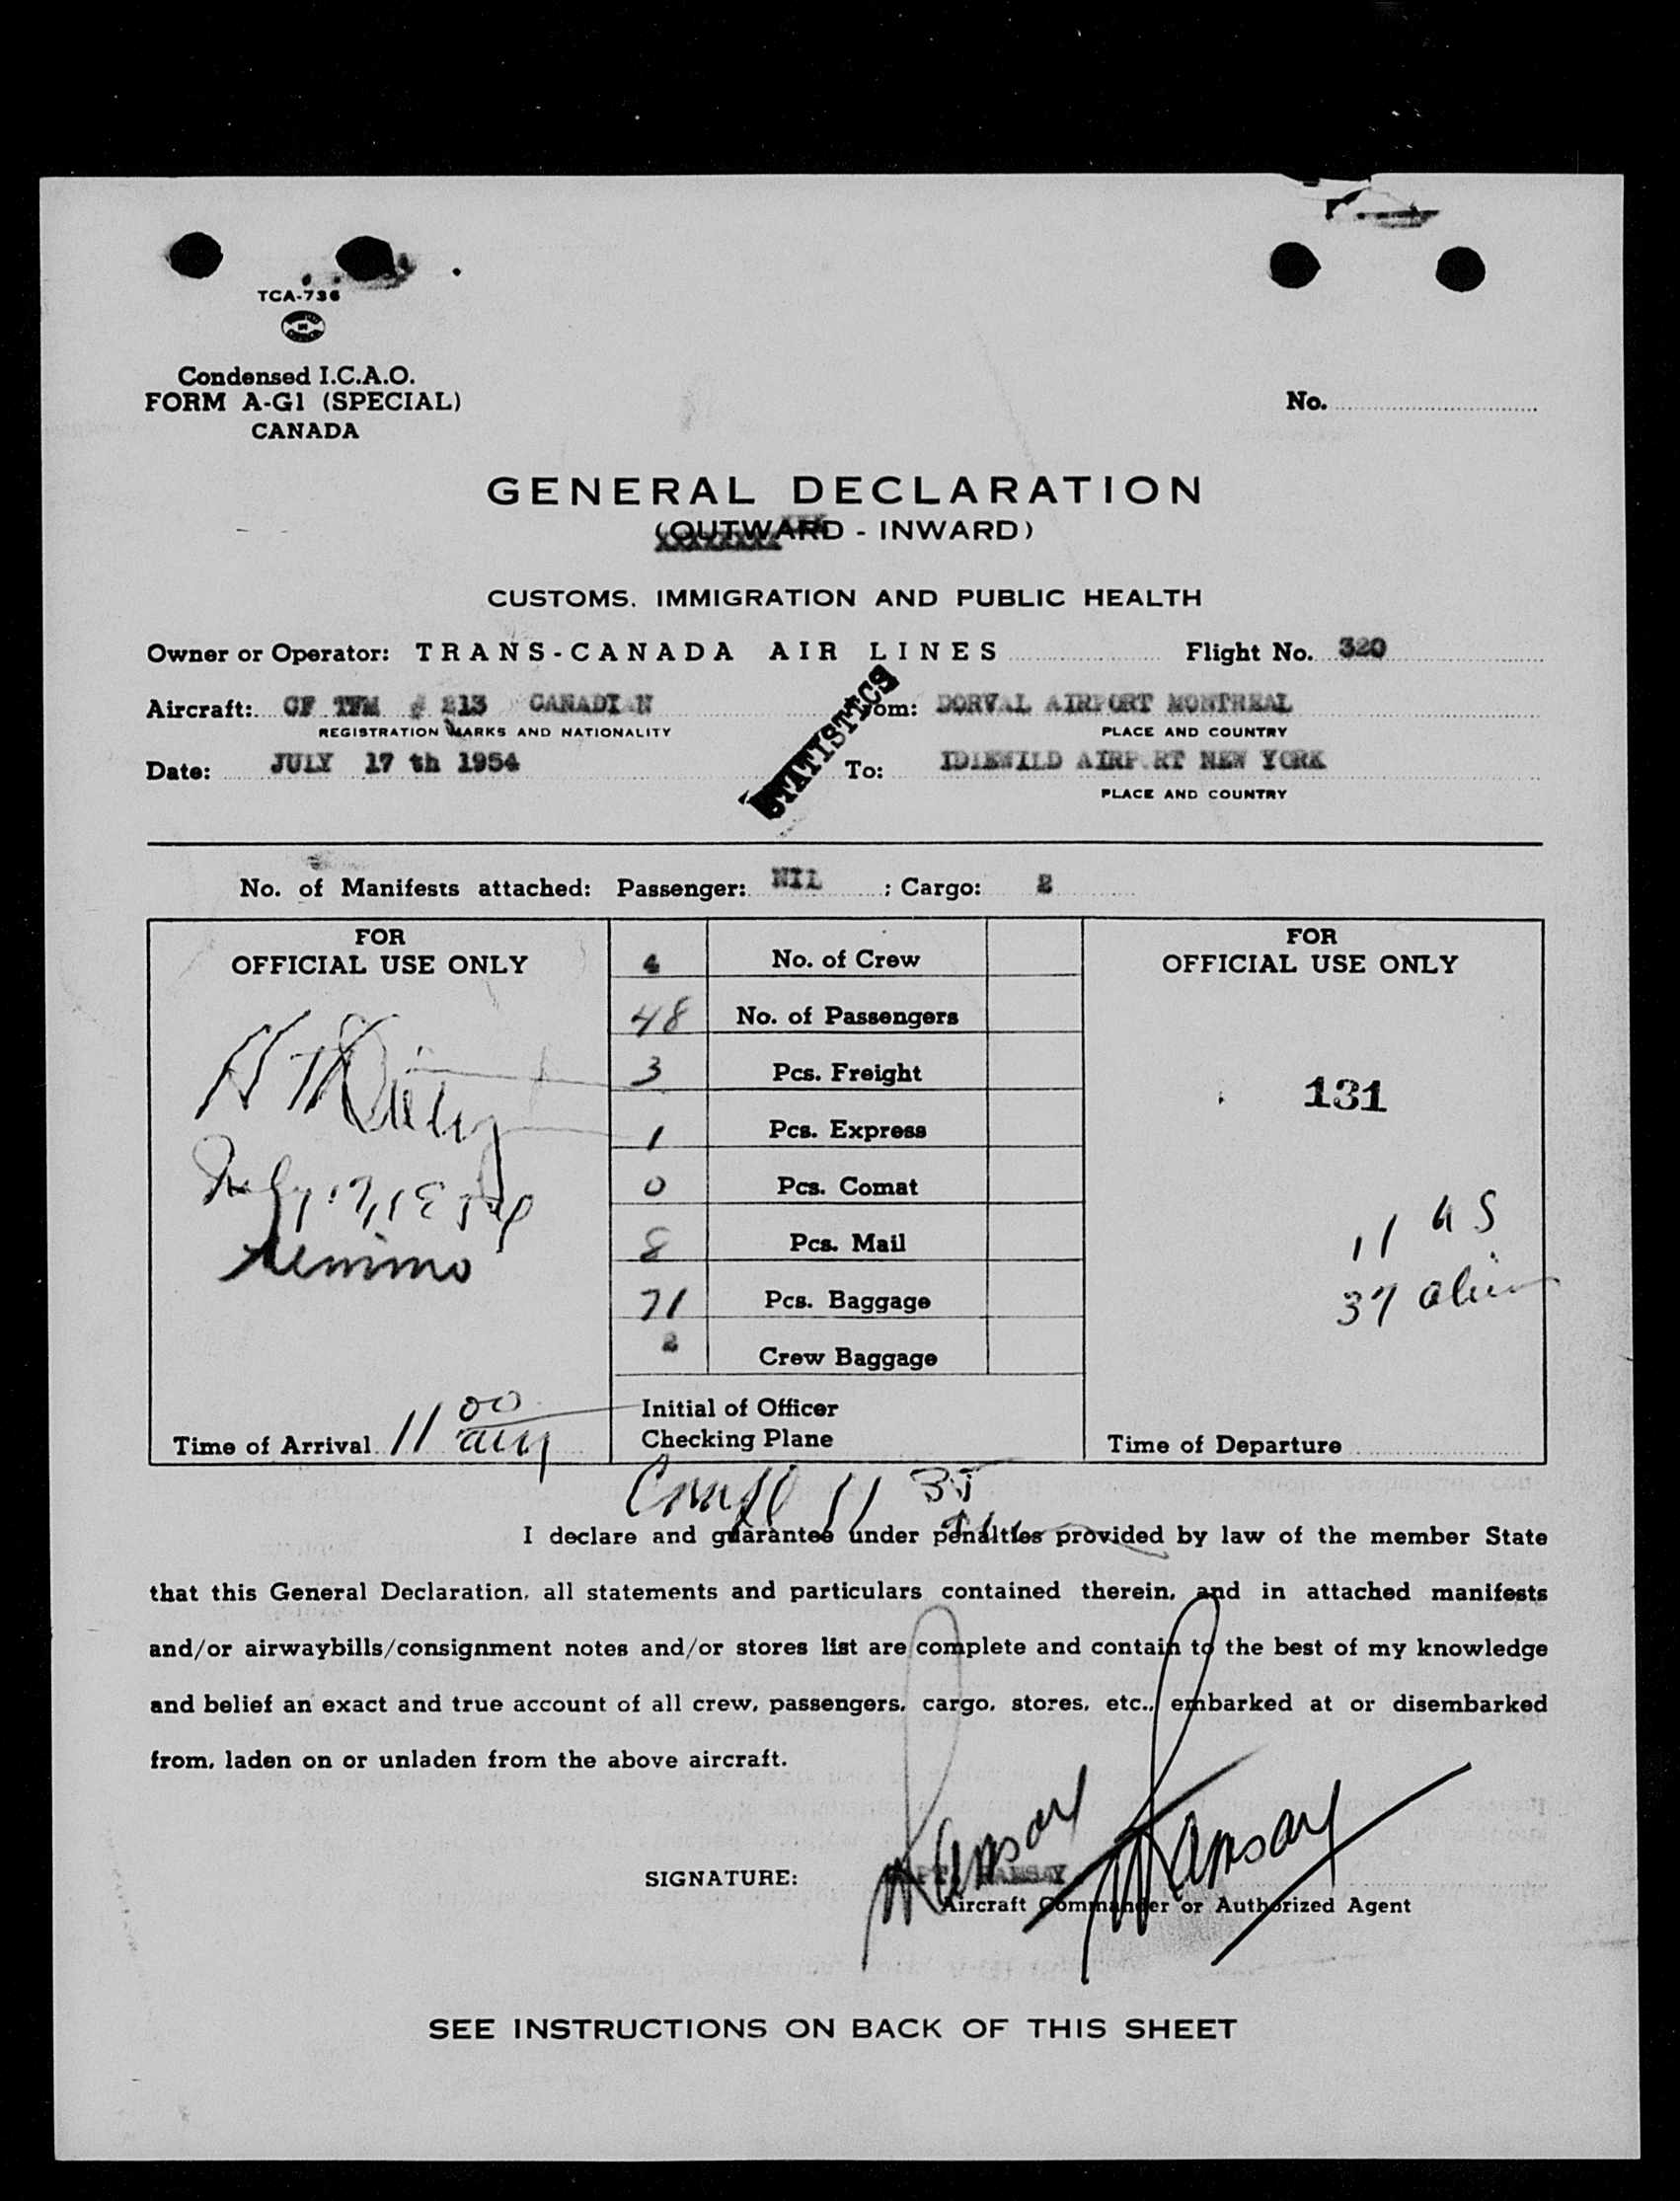 TCA-736
Condensed I.C.A.O.
FORM A-G1 (SPECIAL)
CANADA
No.
GENERAL DECLARATION
(OUTWARD - INWARD)
CUSTOMS, IMMIGRATION AND PUBLIC HEALTH
Owner or Operator: TRANS-CANADA AIR LINES Flight No. 320
Aircraft: CF TFM # 213 CANADIAN From: DORVAL AIRPORT MONTREAL
REGISTRATION MARKS AND NATIONALITY PLACE AND COUNTRY
STATISTICS
Date: JULY 17 th 1954 To: IDLEWILD AIRPORT NEW YORK
PLACE AND COUNTRY
No. of Manifests attached: Passenger: NIL ; Cargo: 2
FOR
OFFICIAL USE ONLY
July 17, 1954
Time of Arrival 11 00 am
4 No. of Crew
48 No. of Passengers
3 Pcs. Freight
1 Pcs. Express
0 Pcs. Comat
8 Pcs. Mail
71 Pcs. Baggage
2 Crew Baggage
Initial of Officer
Checking Plane
FOR
OFFICIAL USE ONLY
131
11 US
37 alien
Time of Departure
11 35
I declare and guarantee under penalties provided by law of the member State
that this General Declaration, all statements and particulars contained therein, and in attached manifests
and/or airwaybills/consignment notes and/or stores list are complete and contain to the best of my knowledge
and belief an exact and true account of all crew, passengers, cargo, stores, etc., embarked at or disembarked
from, laden on or unladen from the above aircraft.
Ramsay Ramsay
SIGNATURE: CAPT. RAMSAY
Aircraft Commander or Authorized Agent
SEE INSTRUCTIONS ON BACK OF THIS SHEET